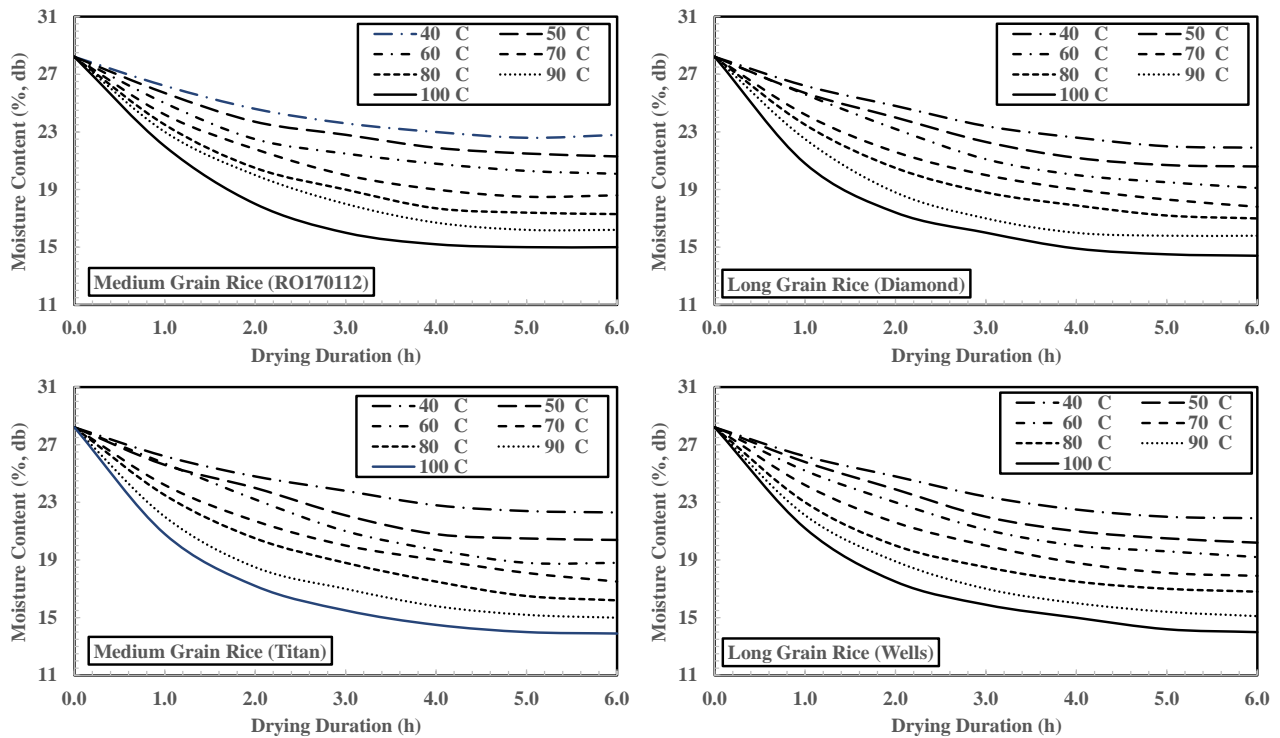 31
27
23
19
15
11
Moisture Content (%, db)
40 C 50 C
60 C 70 C
80 C 90 C
100 C
Medium Grain Rice (RO170112)
0.0 1.0 2.0 3.0 4.0 5.0 6.0
Drying Duration (h)
31
27
23
19
15
11
Moisture Content (%, db)
40 C 50 C
60 C 70 C
80 C 90 C
100 C
Long Grain Rice (Diamond)
0.0 1.0 2.0 3.0 4.0 5.0 6.0
Drying Duration (h)
31
27
23
19
15
11
Moisture Content (%, db)
40 C 50 C
60 C 70 C
80 C 90 C
100 C
Medium Grain Rice (Titan)
0.0 1.0 2.0 3.0 4.0 5.0 6.0
Drying Duration (h)
31
27
23
19
15
11
Moisture Content (%, db)
40 C 50 C
60 C 70 C
80 C 90 C
100 C
Long Grain Rice (Wells)
0.0 1.0 2.0 3.0 4.0 5.0 6.0
Drying Duration (h)